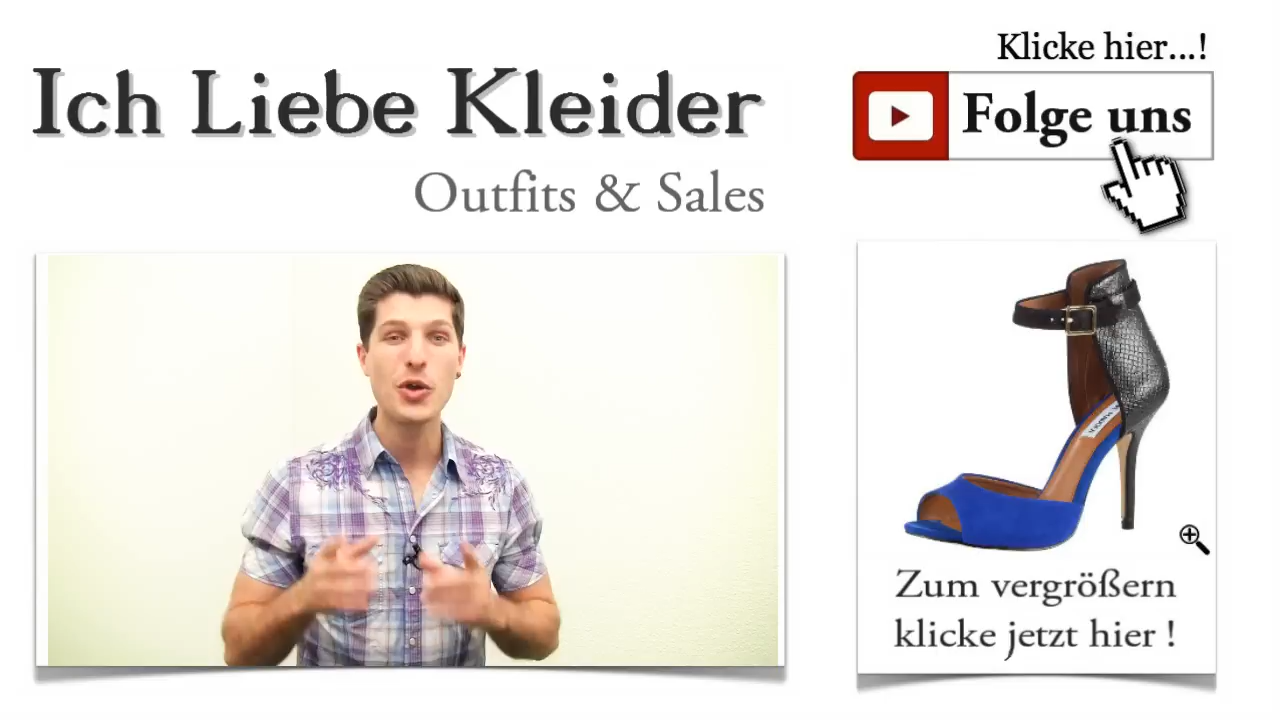 Ich Liebe Kleider
Outfits & Sales
Klicke hier...!
Folge uns
Zum vergrößern
klicke jetzt hier !